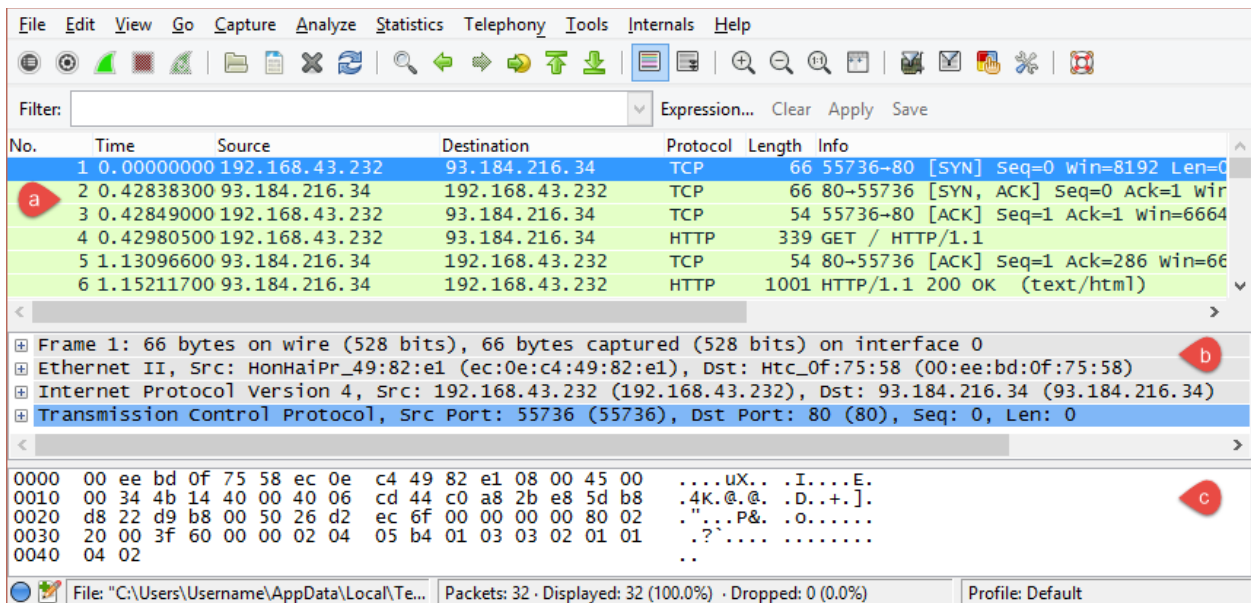 File Edit View Go Capture Analyze Statistics Telephony Tools Internals Help
Filter: Expression... Clear Apply Save
No. Time Source Destination Protocol Length Info
1 0.00000000 192.168.43.232 93.184.216.34 TCP 66 55736→80 [SYN] Seq=0 Win=8192 Len=0
a
2 0.42838300 93.184.216.34 192.168.43.232 TCP 66 80→55736 [SYN, ACK] Seq=0 Ack=1 Wir
3 0.42849000 192.168.43.232 93.184.216.34 TCP 54 55736→80 [ACK] Seq=1 Ack=1 Win=6664
4 0.42980500 192.168.43.232 93.184.216.34 HTTP 339 GET / HTTP/1.1
5 1.13096600 93.184.216.34 192.168.43.232 TCP 54 80→55736 [ACK] Seq=1 Ack=286 Win=66
6 1.15211700 93.184.216.34 192.168.43.232 HTTP 1001 HTTP/1.1 200 OK (text/html)
Frame 1: 66 bytes on wire (528 bits), 66 bytes captured (528 bits) on interface 0
b
Ethernet II, Src: HonHaiPr_49:82:e1 (ec:0e:c4:49:82:e1), Dst: Htc_0f:75:58 (00:ee:bd:0f:75:58)
Internet Protocol Version 4, Src: 192.168.43.232 (192.168.43.232), Dst: 93.184.216.34 (93.184.216.34)
Transmission Control Protocol, Src Port: 55736 (55736), Dst Port: 80 (80), Seq: 0, Len: 0
0000 00 ee bd 0f 75 58 ec 0e c4 49 82 e1 08 00 45 00 ....uX.. .I....E.
0010 00 34 4b 14 40 00 40 06 cd 44 c0 a8 2b e8 5d b8 .4K.@.@. .D..+.].
c
0020 d8 22 d9 b8 00 50 26 d2 ec 6f 00 00 00 00 80 02 ."...P&. .o......
0030 20 00 3f 60 00 00 02 04 05 b4 01 03 03 02 01 01 .?`.... ........
0040 04 02 ..
File: "C:\Users\Username\AppData\Local\Te... Packets: 32 · Displayed: 32 (100.0%) · Dropped: 0 (0.0%) Profile: Default